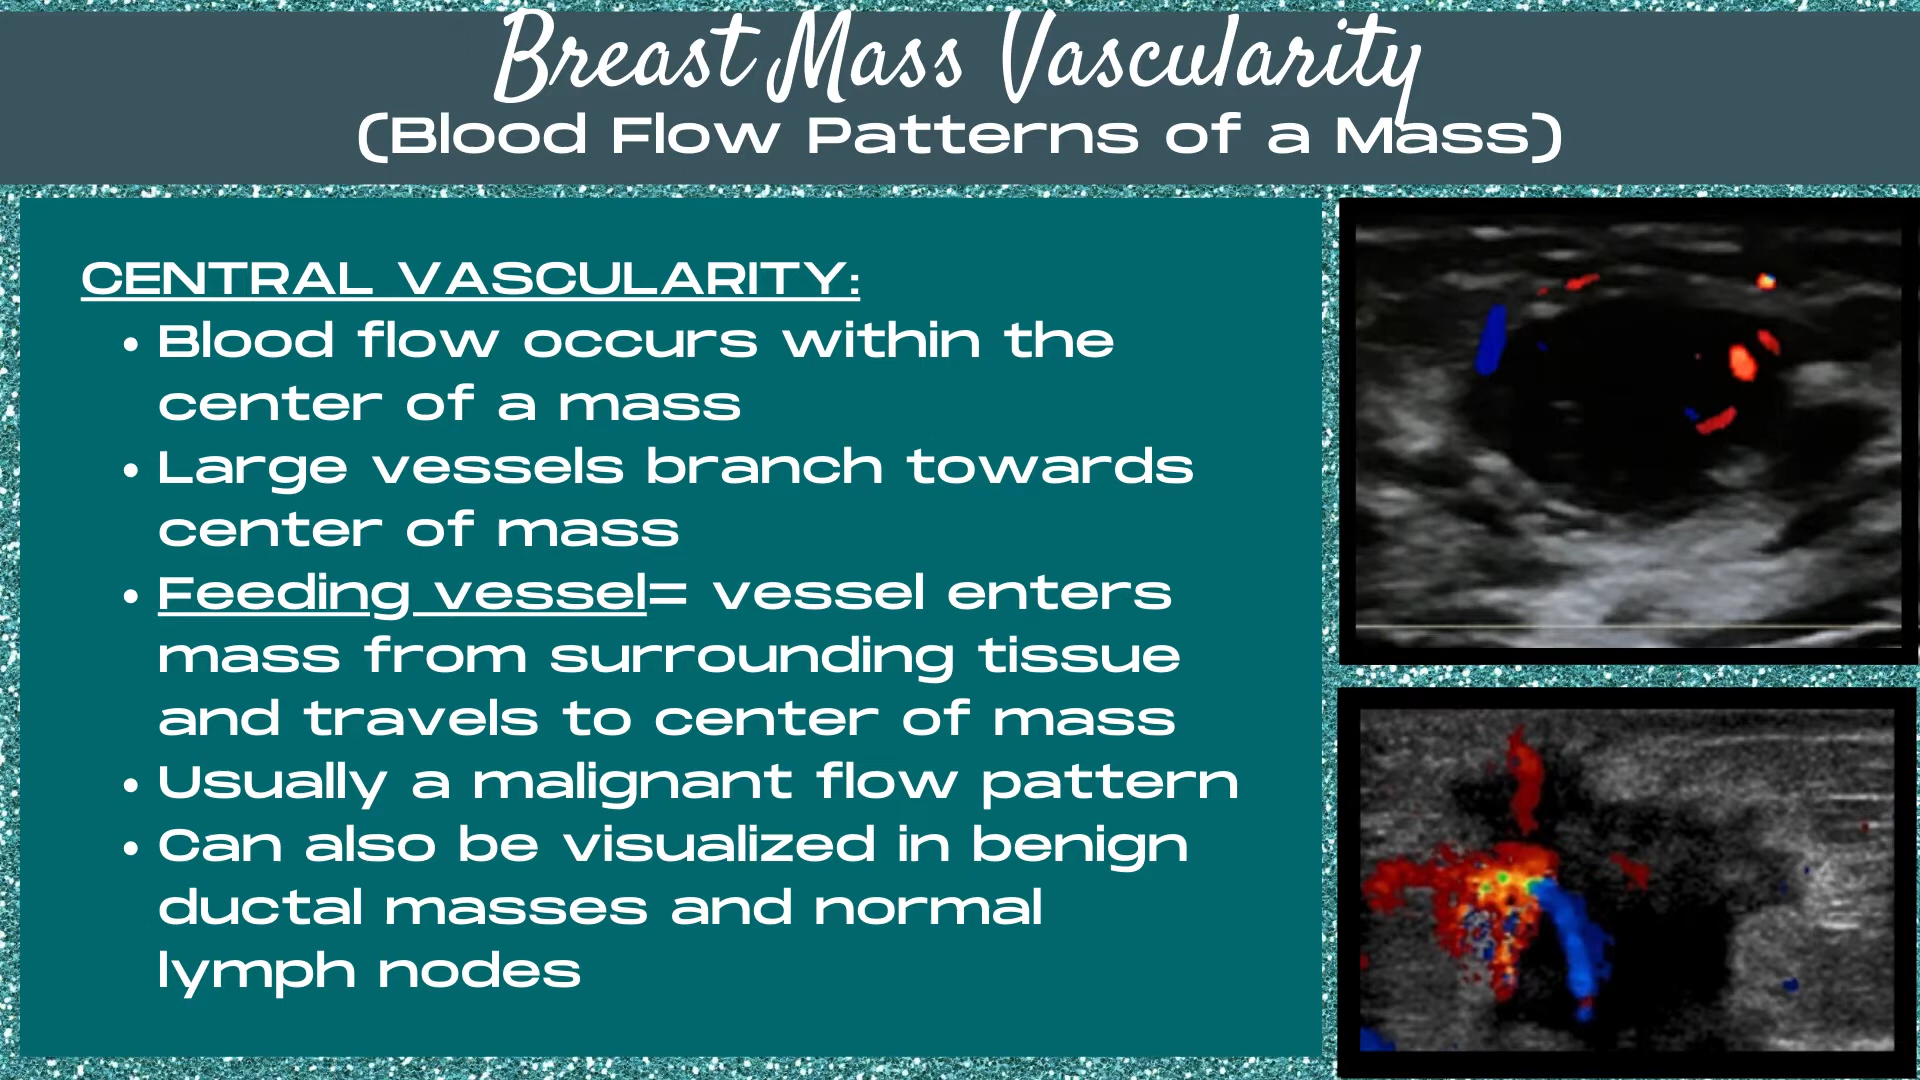 Breast Mass Vascularity
(Blood Flow Patterns of a Mass)
CENTRAL VASCULARITY:
• Blood flow occurs within the
center of a mass
• Large vessels branch towards
center of mass
• Feeding vessel= vessel enters
mass from surrounding tissue
and travels to center of mass
• Usually a malignant flow pattern
• Can also be visualized in benign
ductal masses and normal
lymph nodes